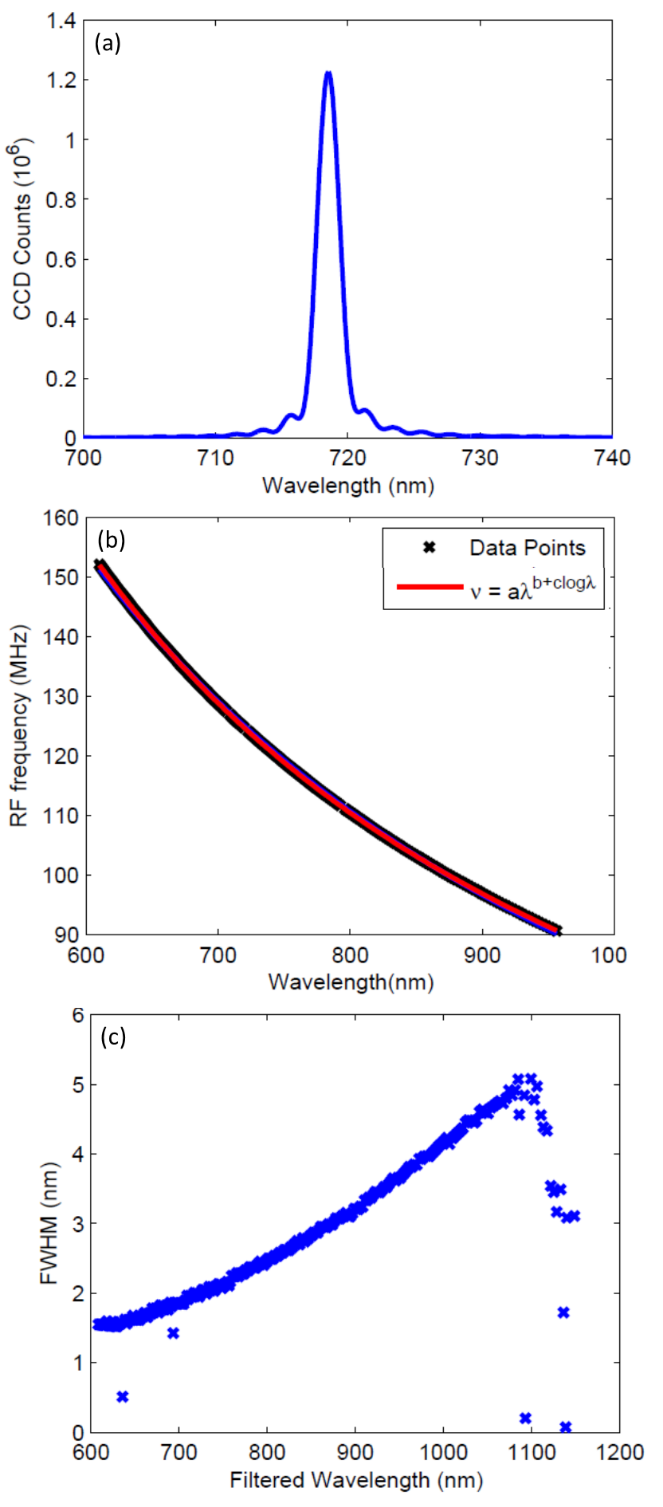 (a)
1.4
1.2
1
0.8
0.6
0.4
0.2
0
CCD Counts (10^6)
700 710 720 730 740
Wavelength (nm)
(b)
160
150
140
130
120
110
100
90
RF frequency (MHz)
Data Points
ν = aλ^b+clogλ
600 700 800 900 100
Wavelength(nm)
(c)
6
5
4
3
2
1
0
FWHM (nm)
600 700 800 900 1000 1100 1200
Filtered Wavelength (nm)